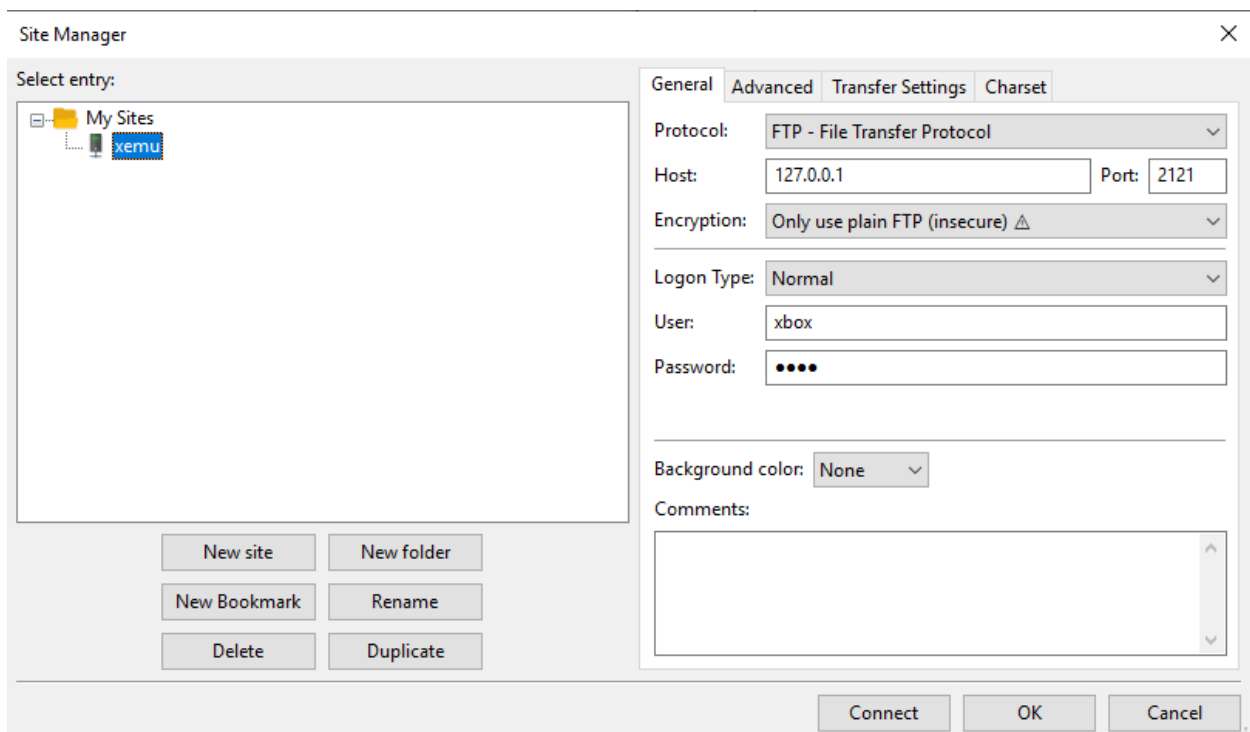 Site Manager
Select entry:
My Sites
xemu
New site
New folder
New Bookmark
Rename
Delete
Duplicate
General
Advanced
Transfer Settings
Charset
Protocol: FTP - File Transfer Protocol
Host: 127.0.0.1 Port: 2121
Encryption: Only use plain FTP (insecure) ⚠
Logon Type: Normal
User: xbox
Password: ●●●●
Background color: None
Comments:
Connect
OK
Cancel